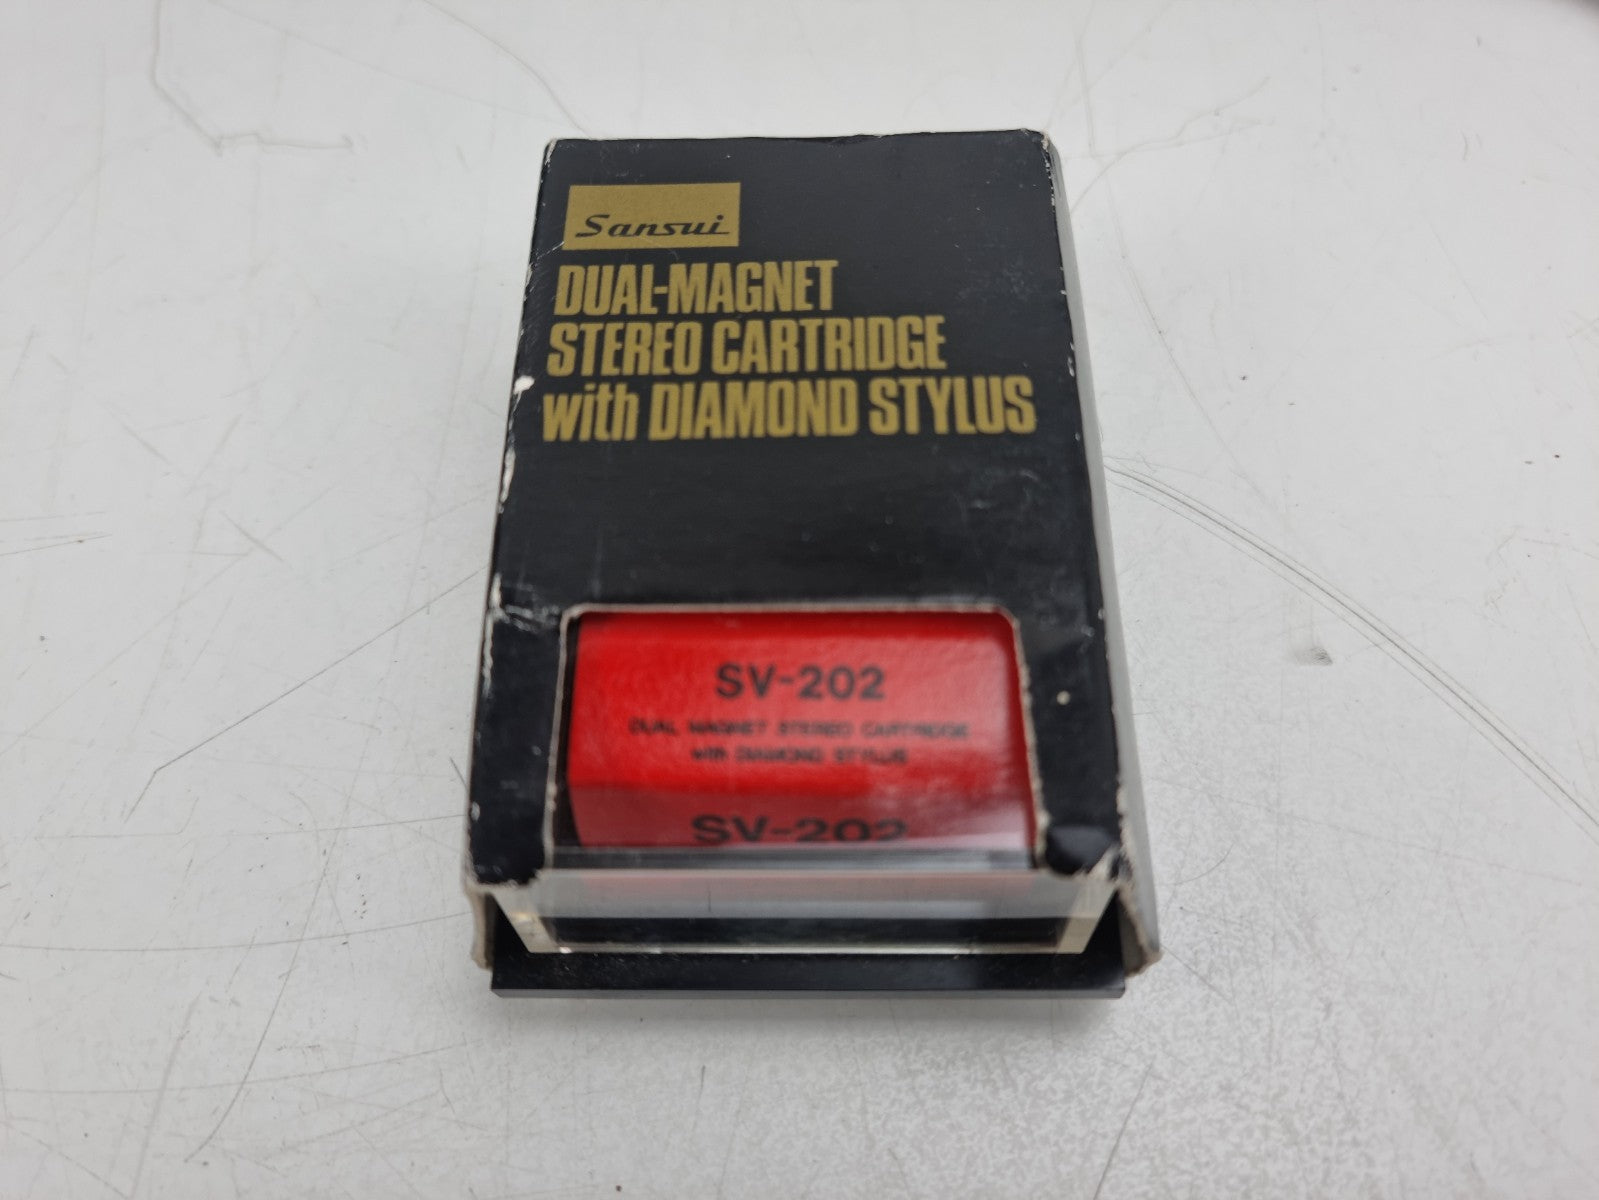 Sansui
DUAL-MAGNET
STEREO CARTRIDGE
with DIAMOND STYLUS
SV-202
DUAL MAGNET STEREO CARTRIDGE
with DIAMOND STYLUS
SV-202